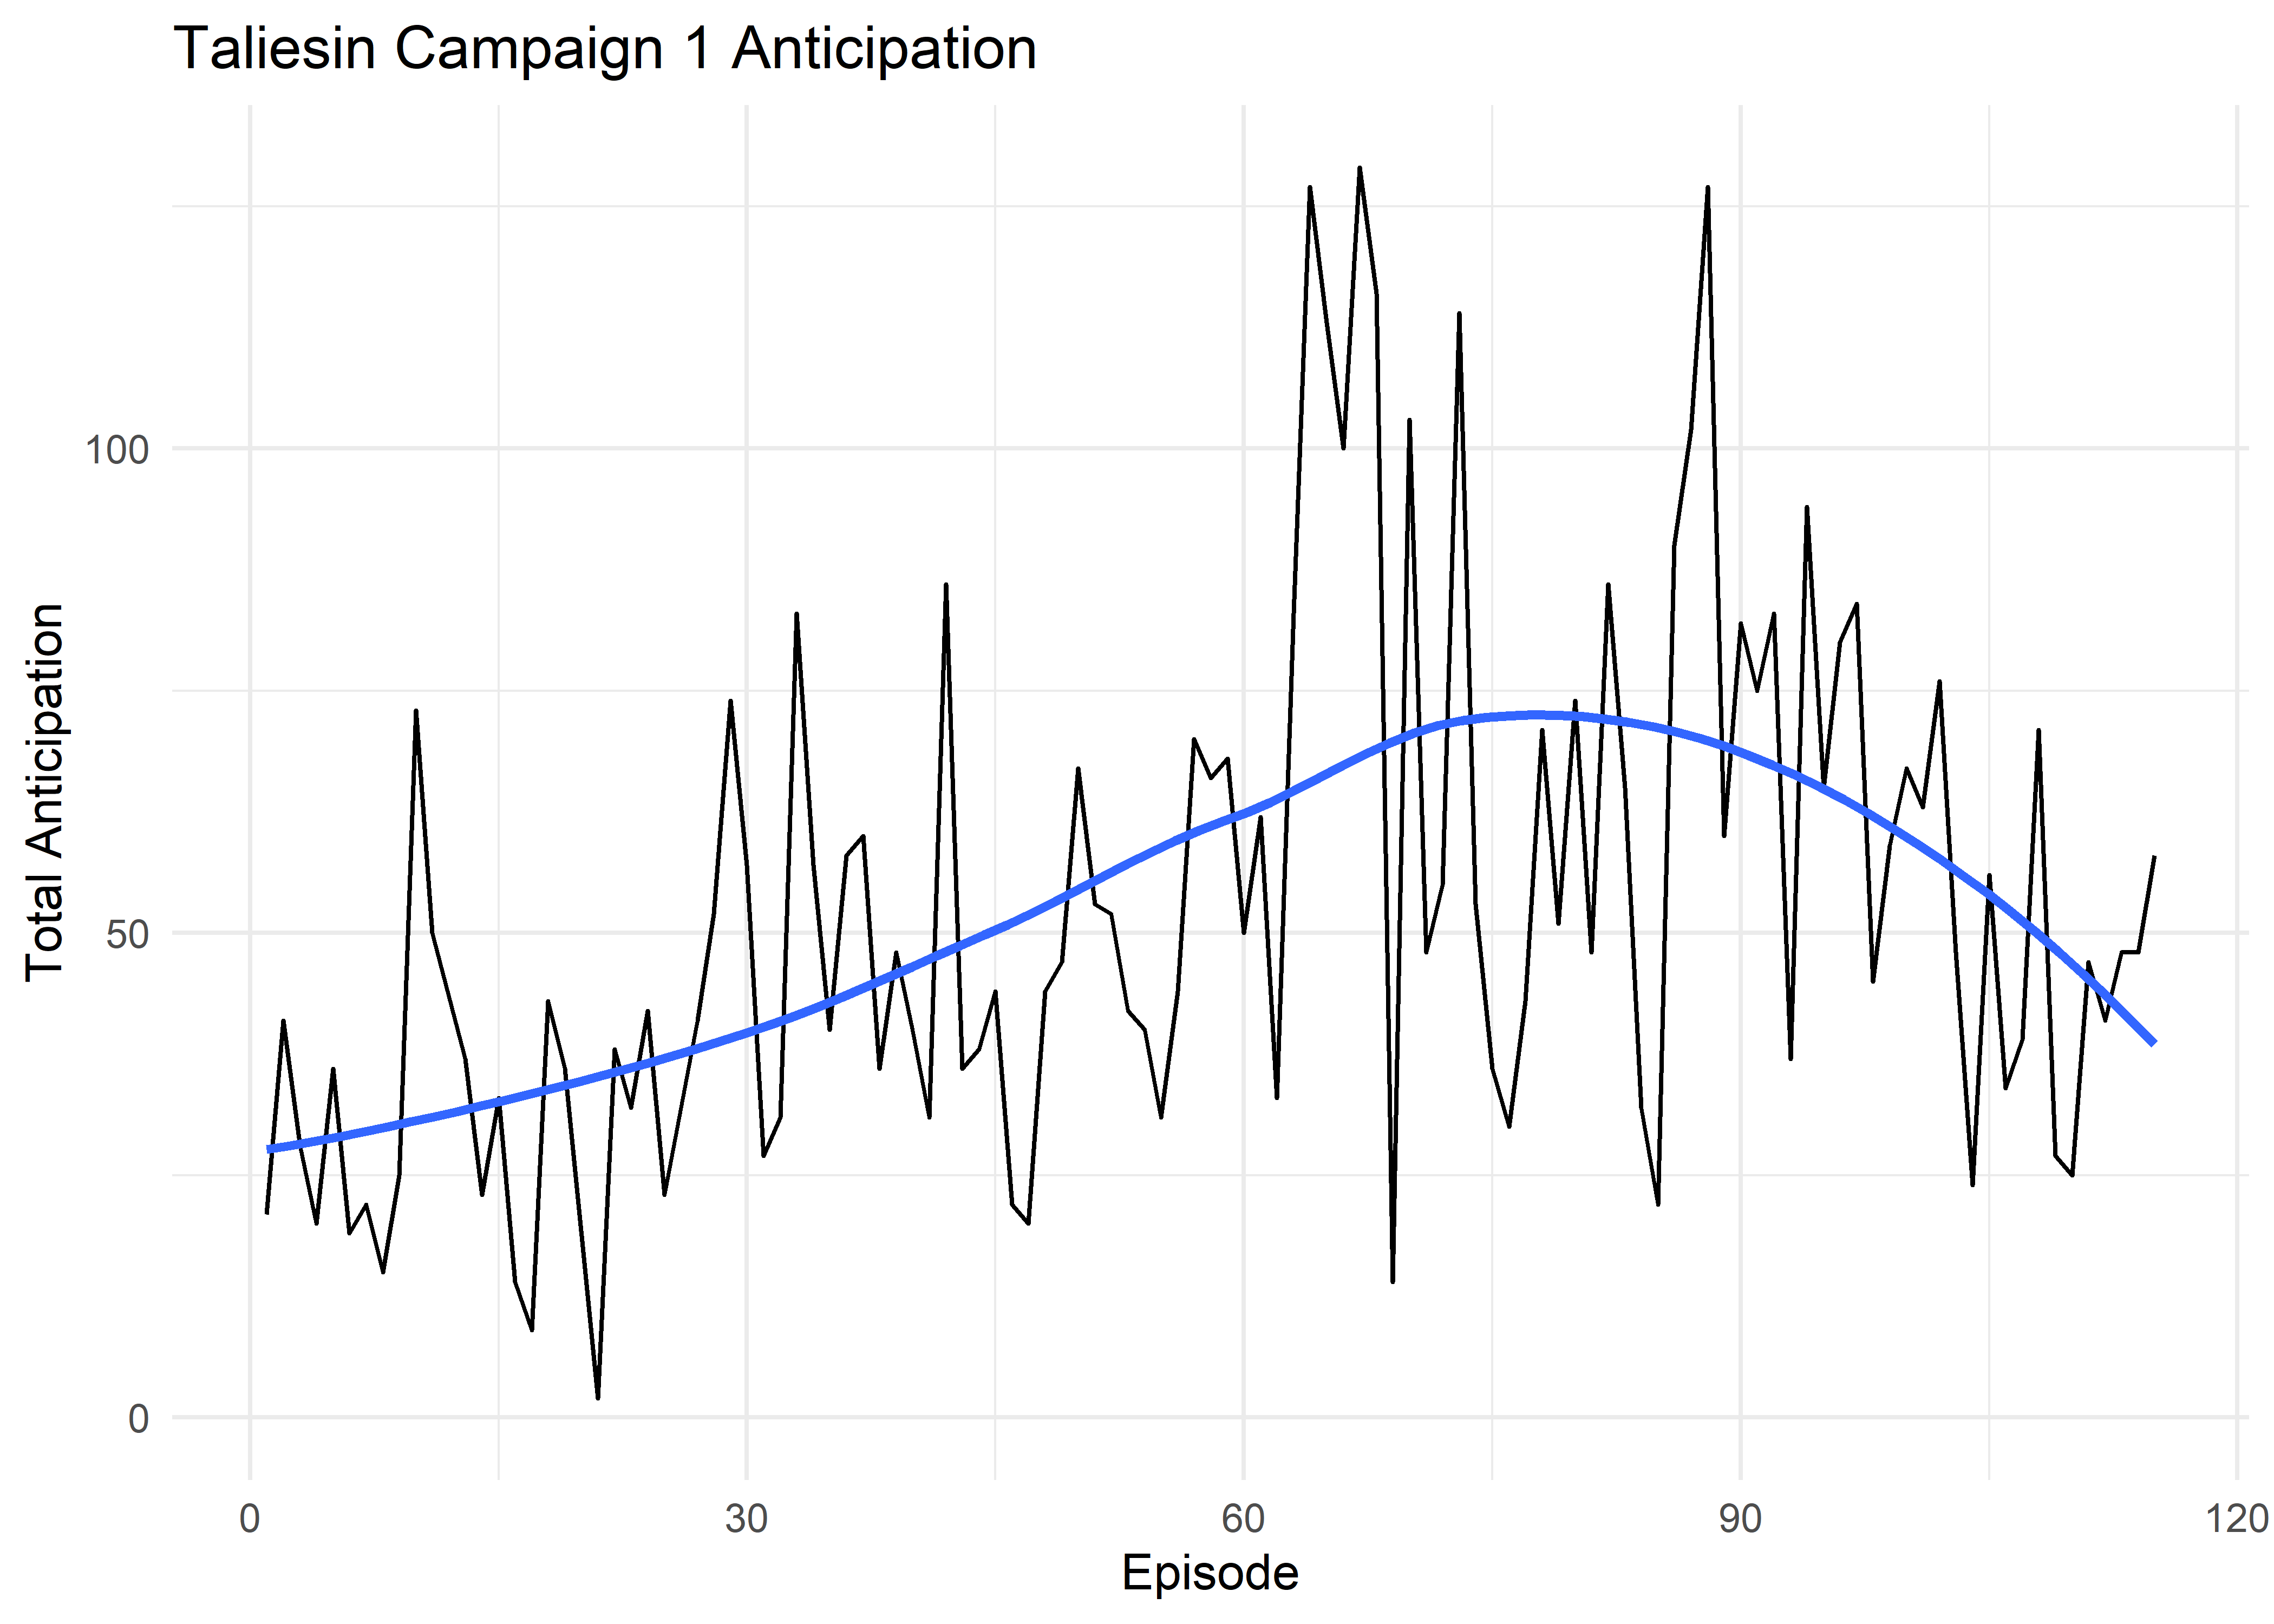 Taliesin Campaign 1 Anticipation
Total Anticipation
100
50
0
0 30 60 90 120
Episode